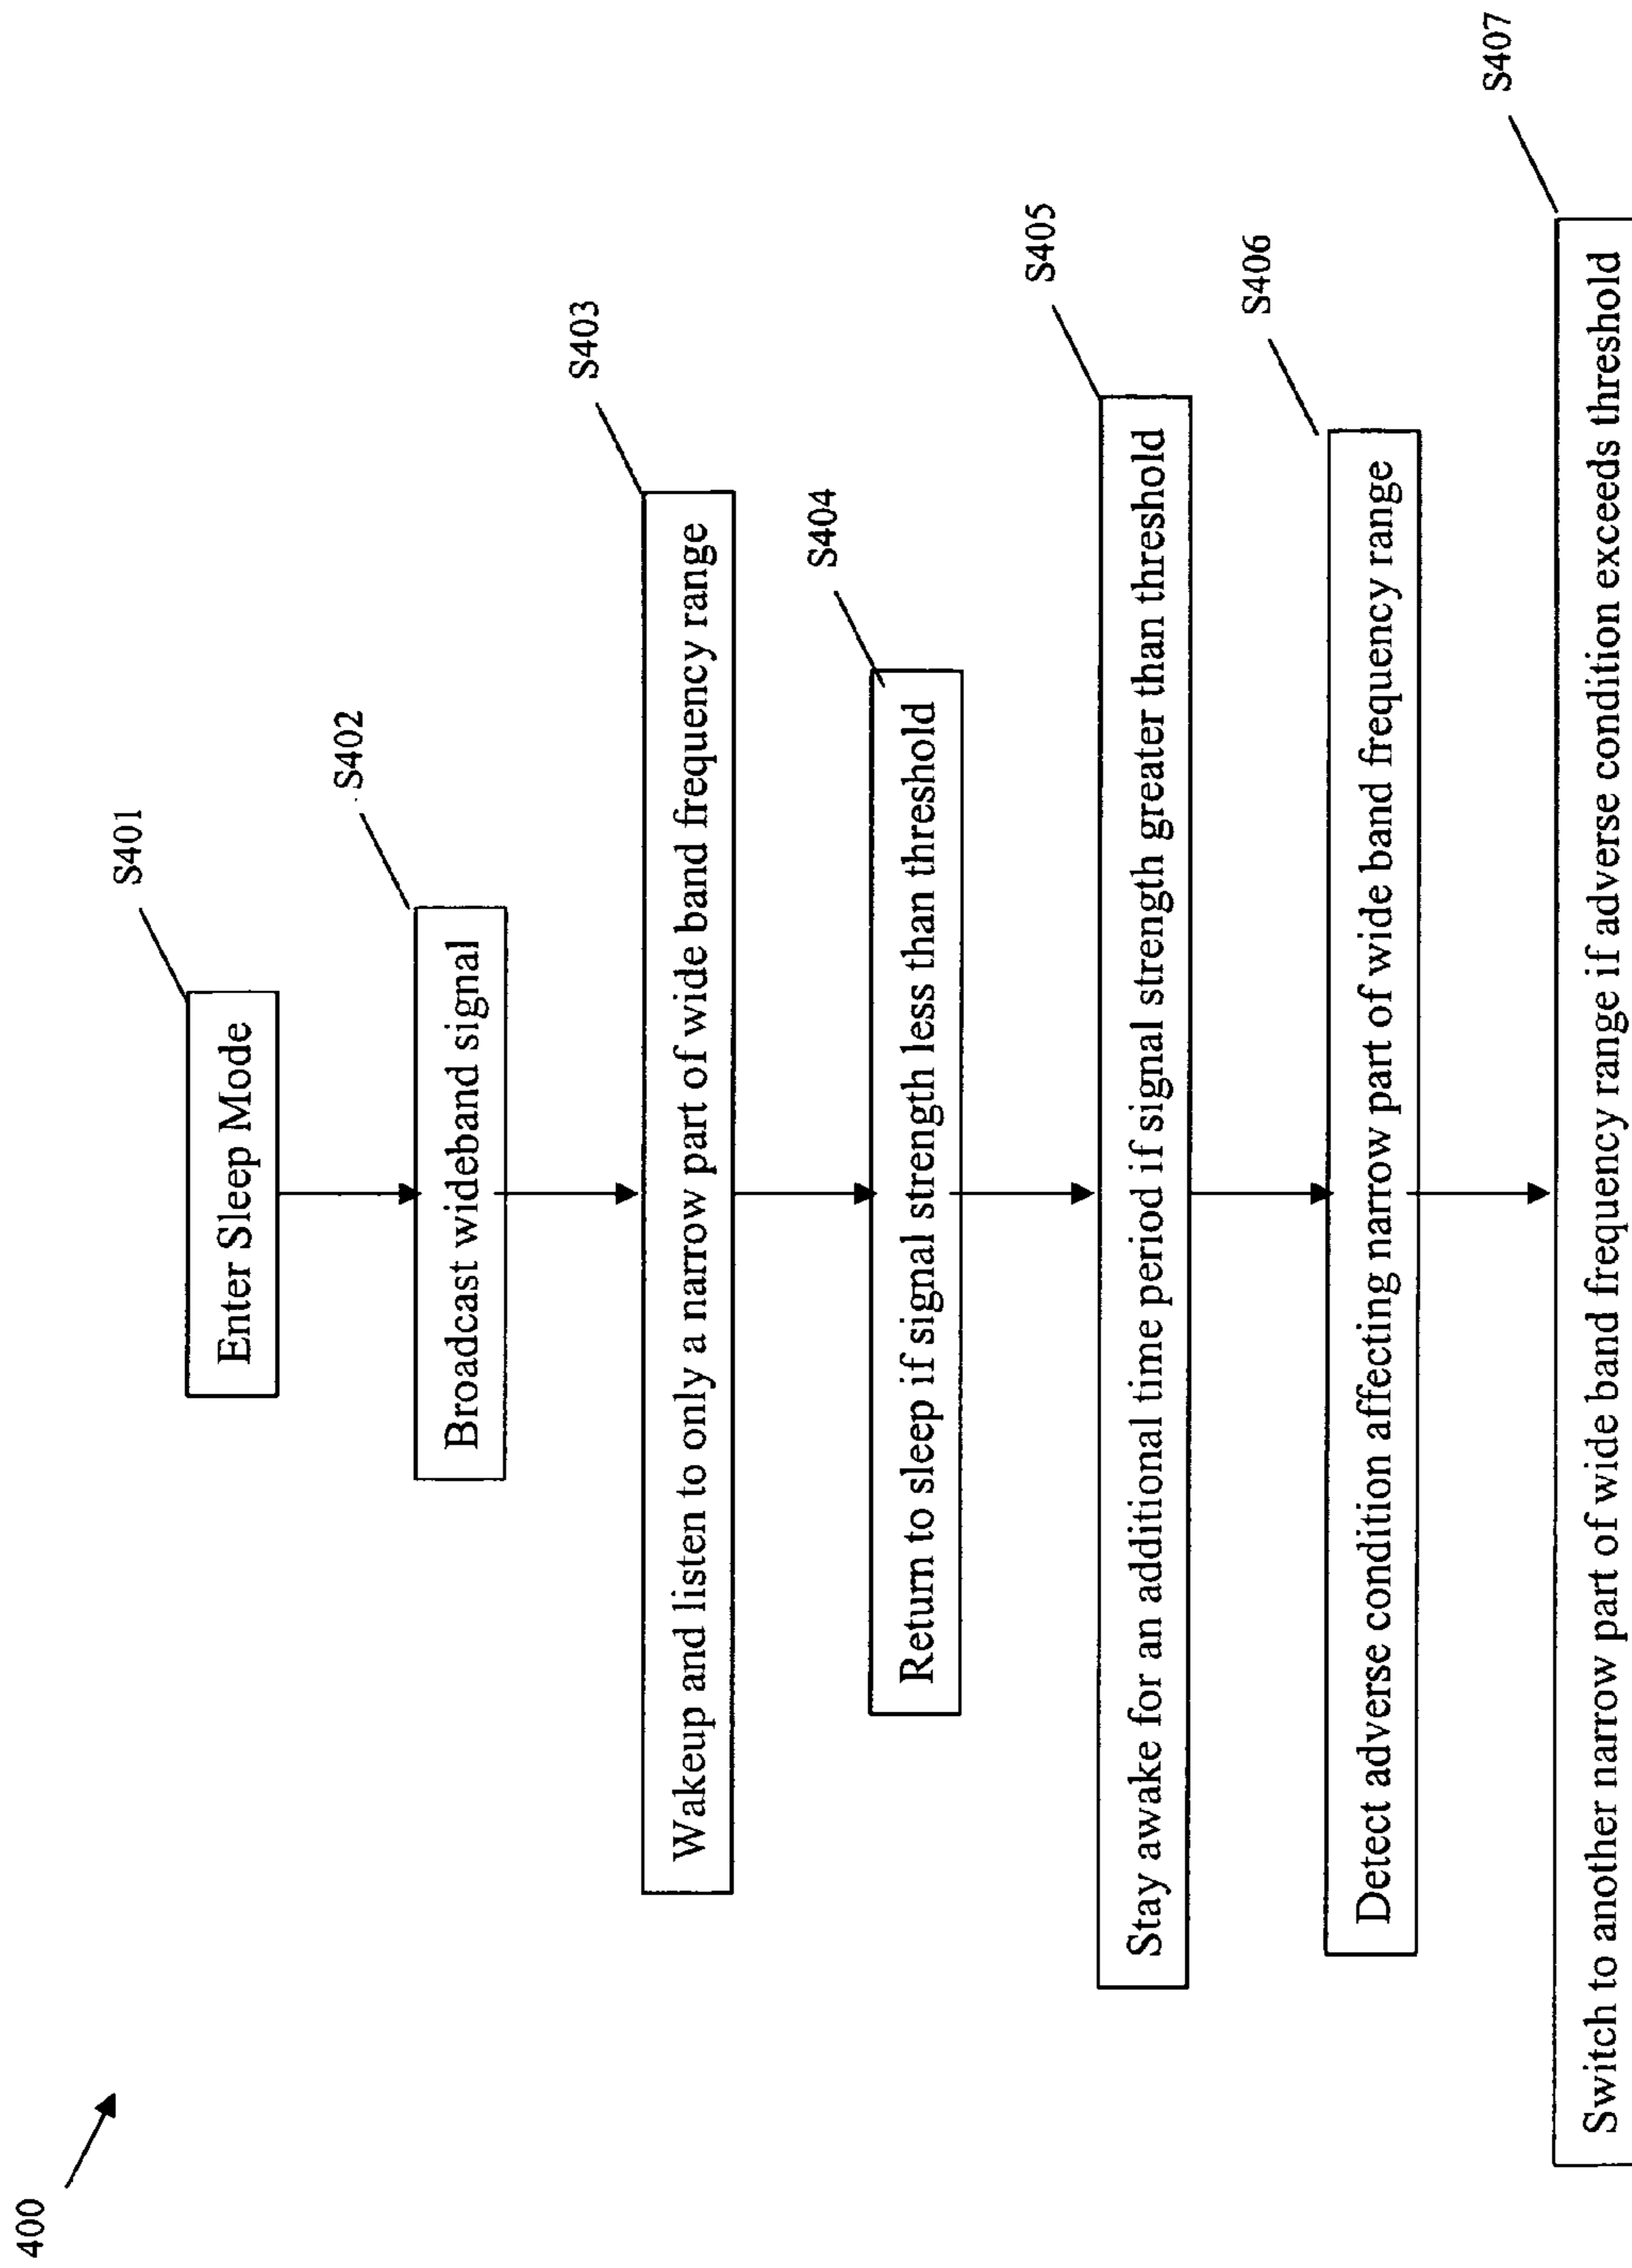 400
S401
Enter Sleep Mode
S402
Broadcast wideband signal
S403
Wakeup and listen to only a narrow part of wide band frequency range
S404
Return to sleep if signal strength less than threshold
S405
Stay awake for an additional time period if signal strength greater than threshold
S406
Detect adverse condition affecting narrow part of wide band frequency range
S407
Switch to another narrow part of wide band frequency range if adverse condition exceeds threshold